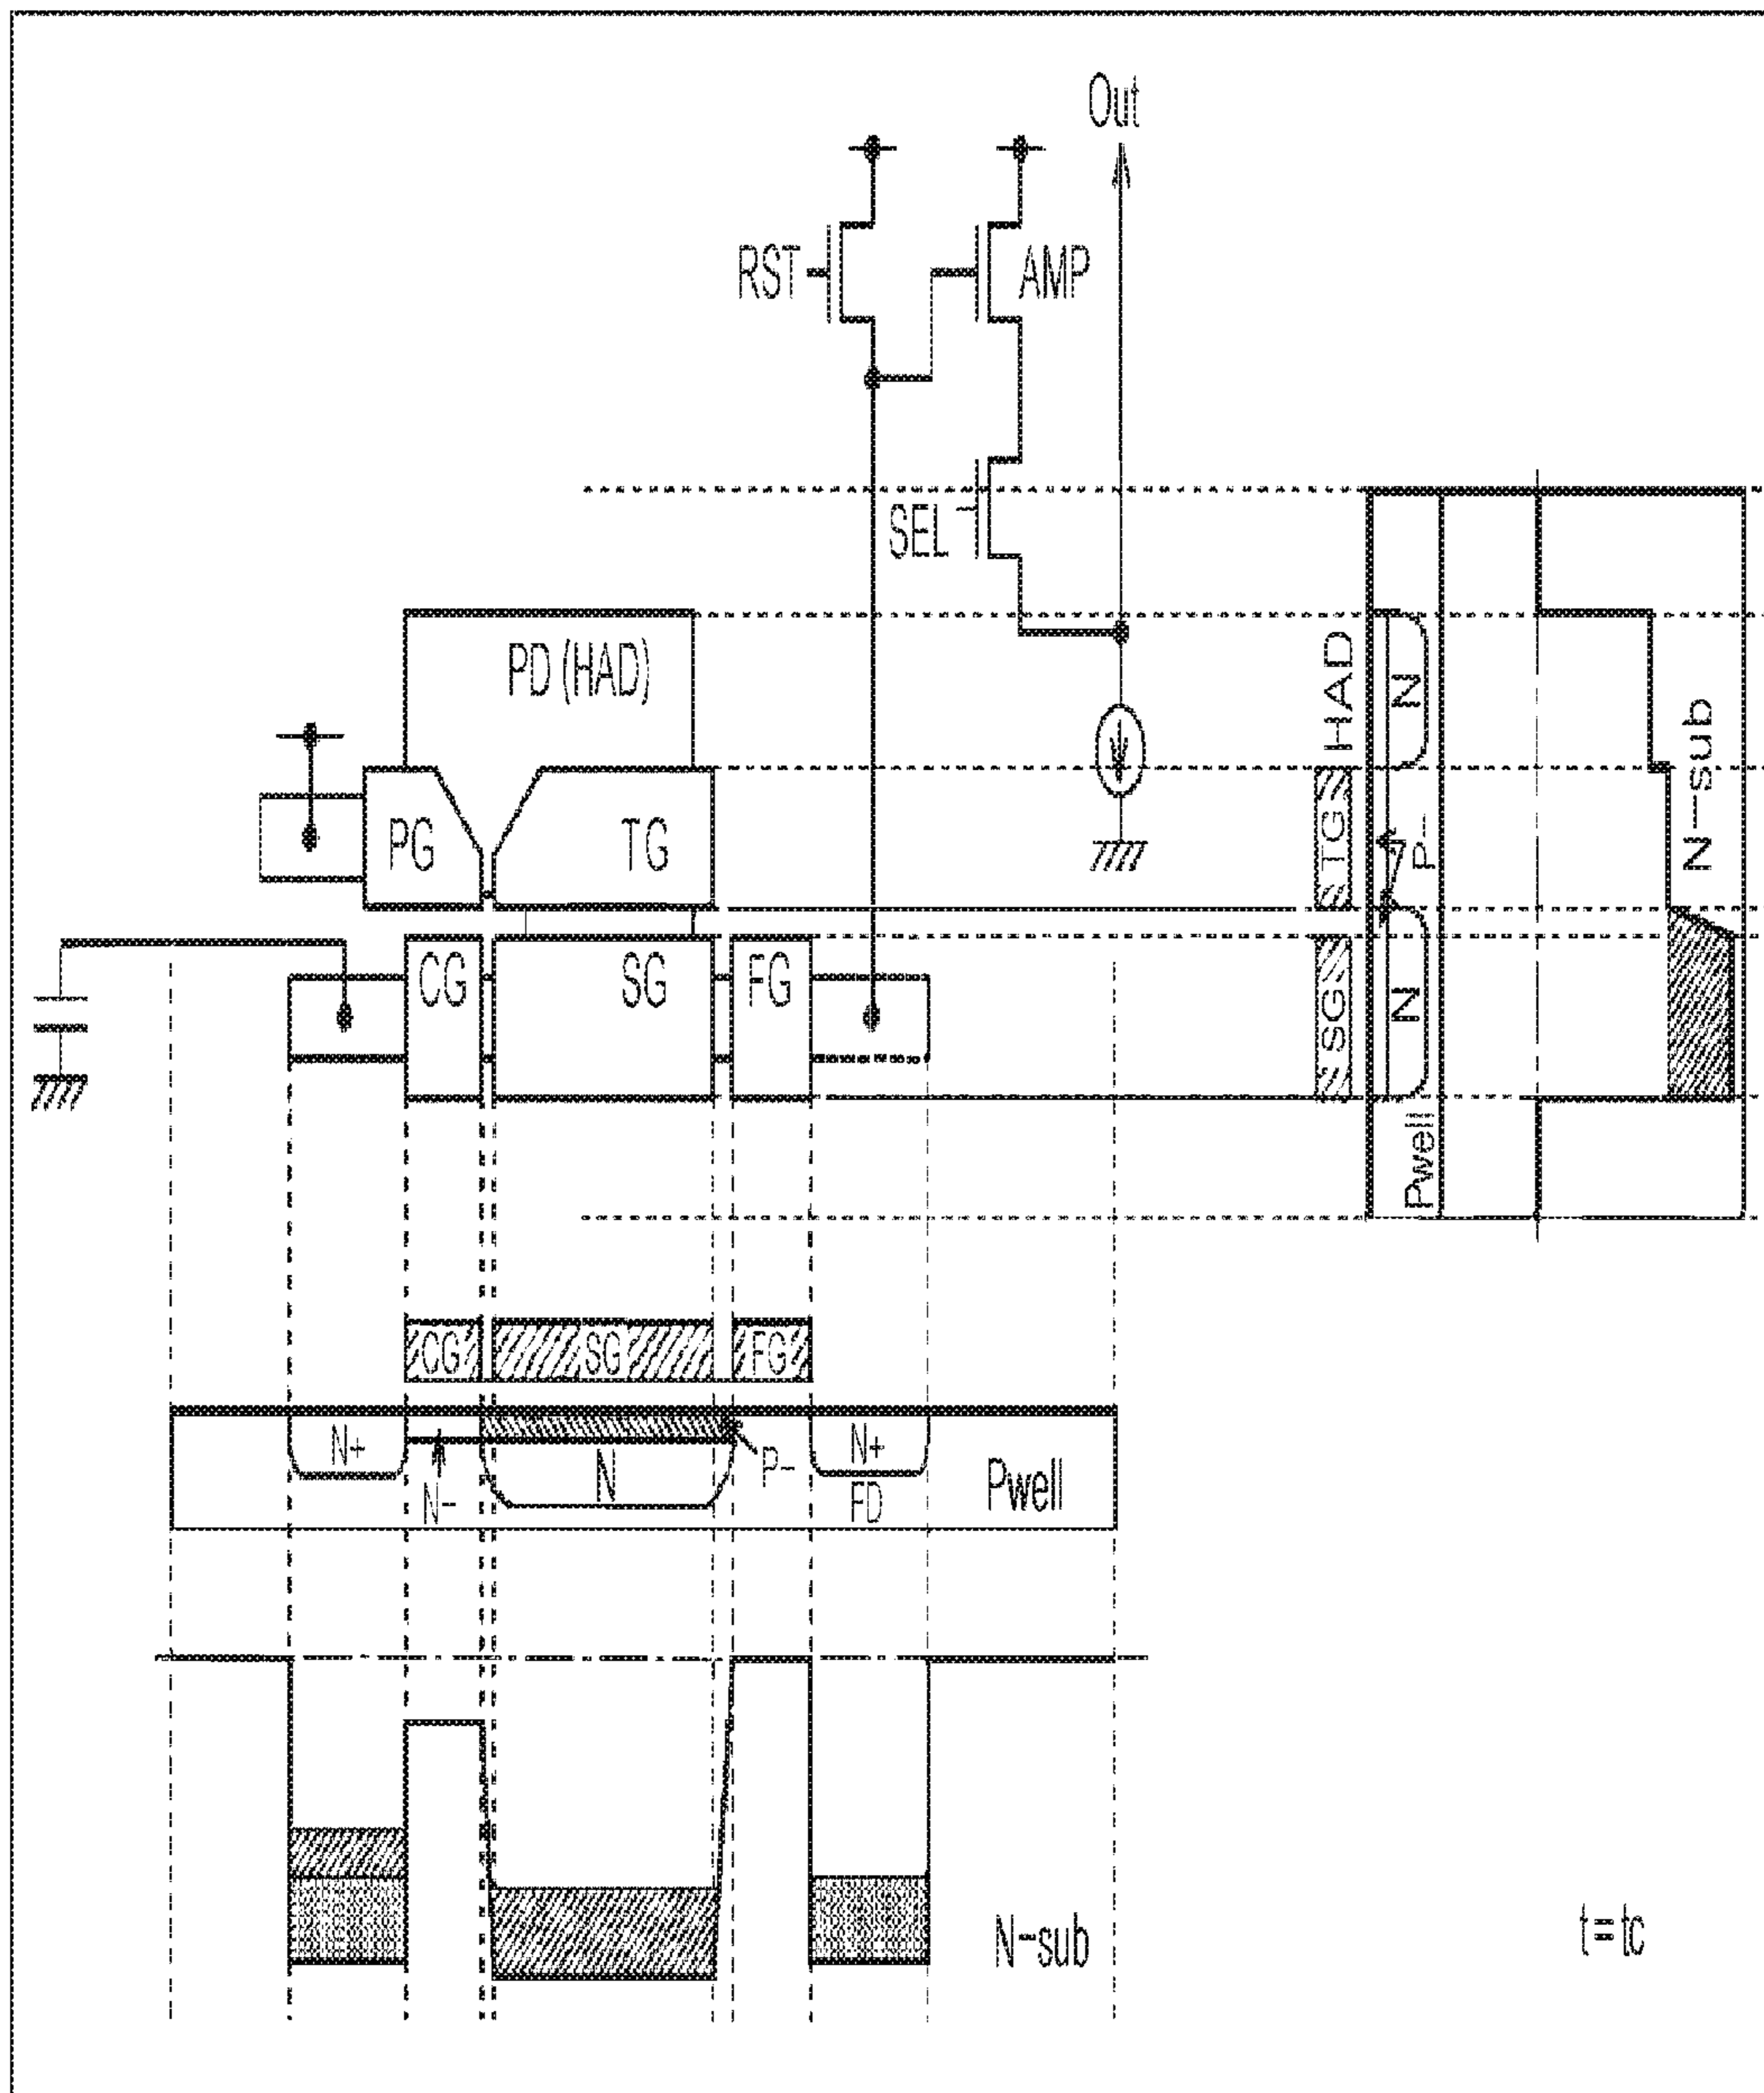 Out
RST
AMP
SEL
PD (HAD)
PG
TG
CG
SG
FG
HAD
TG
SG
N
P-
N
Pwell
N-sub
CG
SG
FG
N+
N-
N
P-
N+
FD
Pwell
N-sub
t=tc